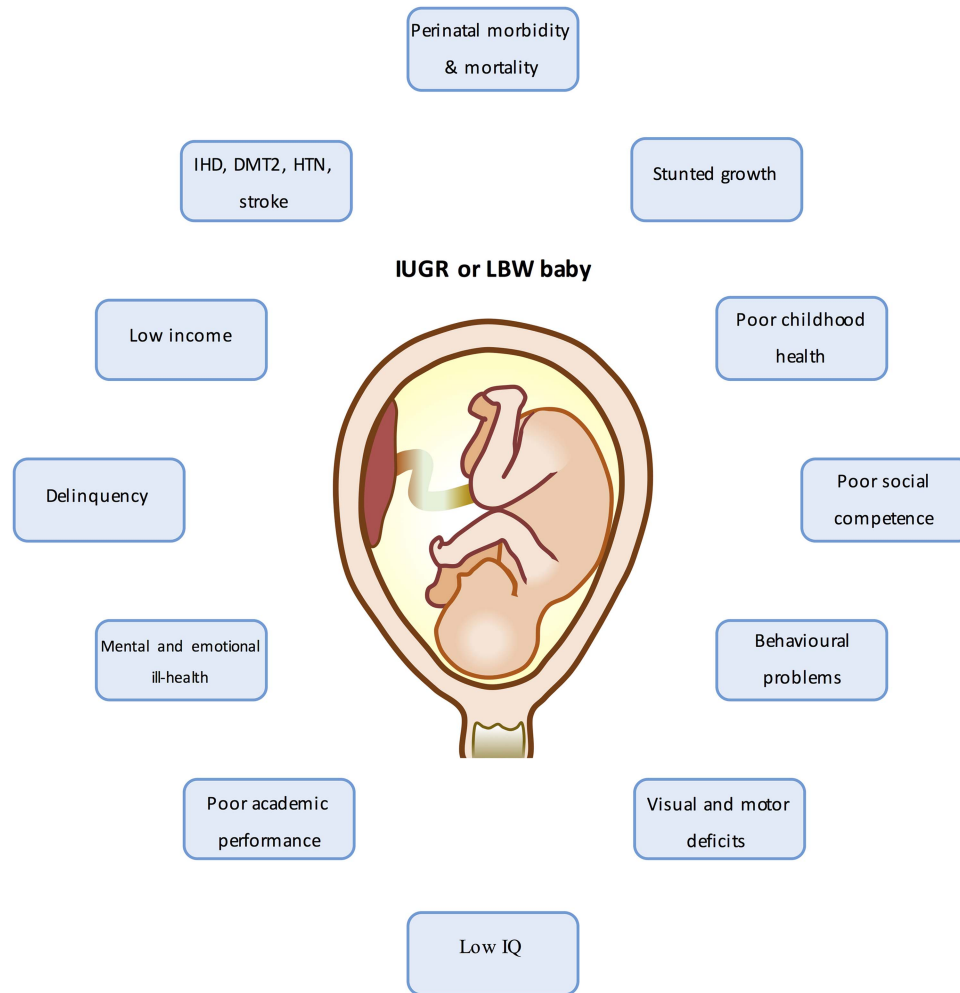 Perinatal morbidity
& mortality
IHD, DMT2, HTN,
stroke
Stunted growth
IUGR or LBW baby
Low income
Poor childhood
health
Delinquency
Poor social
competence
Mental and emotional
ill-health
Behavioural
problems
Poor academic
performance
Visual and motor
deficits
Low IQ